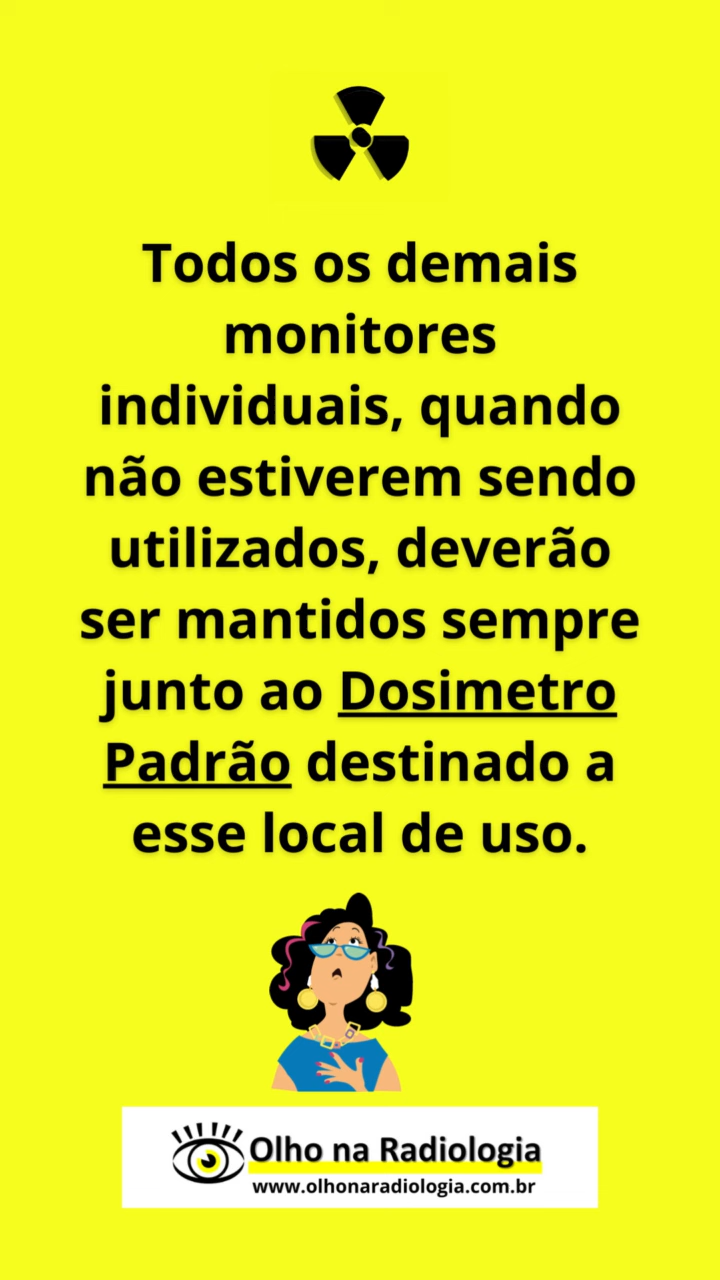 Todos os demais
monitores
individuais, quando
não estiverem sendo
utilizados, deverão
ser mantidos sempre
junto ao Dosimetro
Padrão destinado a
esse local de uso.
Olho na Radiologia
www.olhonaradiologia.com.br